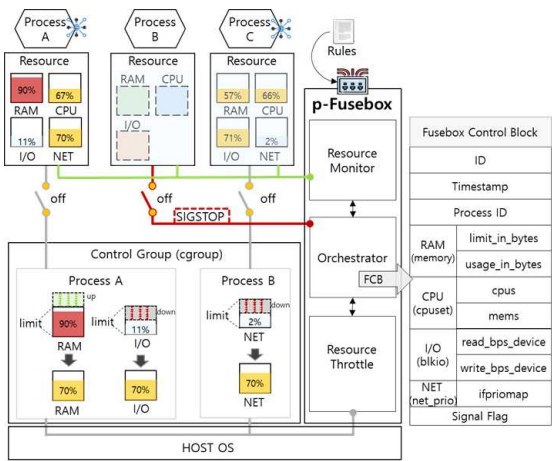 Process
A
Process
B
Process
C
Rules
Resource
90%
67%
RAM
CPU
11%
70%
I/O
NET
Resource
RAM
CPU
I/O
Resource
57%
66%
RAM
CPU
71%
2%
I/O
NET
p-Fusebox
Resource
Monitor
Orchestrator
FCB
Resource
Throttle
off
off
off
SIGSTOP
Control Group (cgroup)
Process A
up
limit
90%
RAM
70%
RAM
down
limit
11%
I/O
70%
I/O
Process B
down
limit
2%
NET
70%
NET
HOST OS
Fusebox Control Block
ID
Timestamp
Process ID
RAM
(memory)
limit_in_bytes
usage_in_bytes
CPU
(cpuset)
cpus
mems
I/O
(blkio)
read_bps_device
write_bps_device
NET
(net_prio)
ifpriomap
Signal Flag